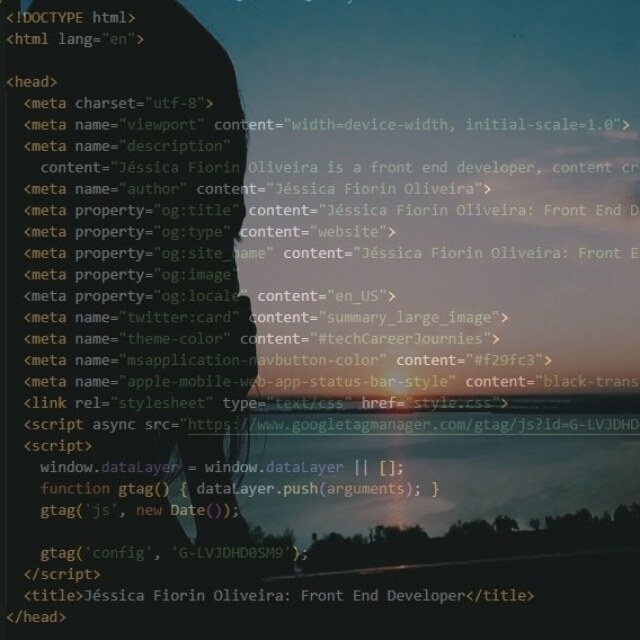 <!DOCTYPE html>
<html lang="en">
<head>
<meta charset="utf-8">
<meta name="viewport" content="width=device-width, initial-scale=1.0">
<meta name="description"
content="Jéssica Fiorin Oliveira is a front end developer, content cr
<meta name="author" content="Jéssica Fiorin Oliveira">
<meta property="og:title" content="Jéssica Fiorin Oliveira: Front End D
<meta property="og:type" content="website">
<meta property="og:site_name" content="Jéssica Fiorin Oliveira: Front E
<meta property="og:image"
<meta property="og:locale" content="en_US">
<meta name="twitter:card" content="summary_large_image">
<meta name="theme-color" content="#techCareerJournies">
<meta name="msapplication-navbutton-color" content="#f29fc3">
<meta name="apple-mobile-web-app-status-bar-style" content="black-trans
<link rel="stylesheet" type="text/css" href="style.css">
<script async src="https://www.googletagmanager.com/gtag/js?id=G-LVJDHD
<script>
window.dataLayer = window.dataLayer || [];
function gtag() { dataLayer.push(arguments); }
gtag('js', new Date());
gtag('config', 'G-LVJDHD0SM9');
</script>
<title>Jéssica Fiorin Oliveira: Front End Developer</title>
</head>